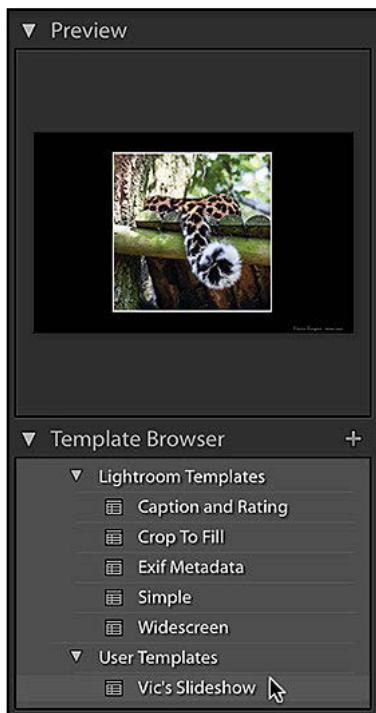 Preview
Template Browser
Lightroom Templates
Caption and Rating
Crop To Fill
Exif Metadata
Simple
Widescreen
User Templates
Vic's Slideshow